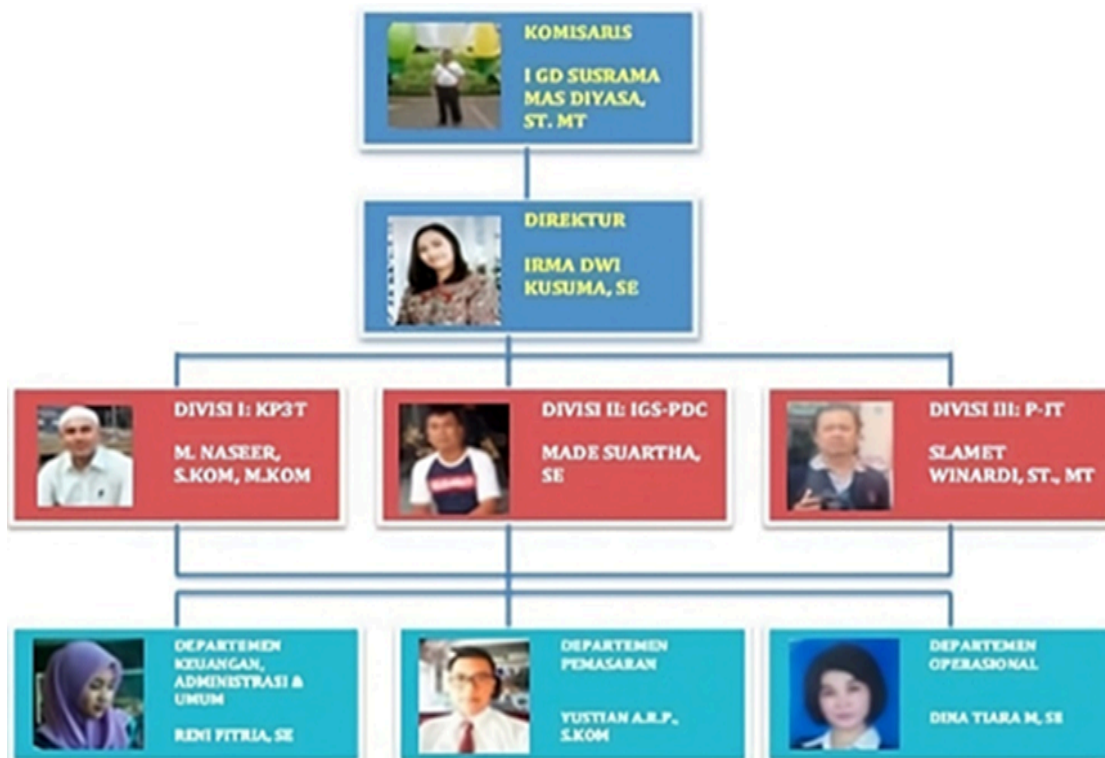 KOMISARIS
I GD SUSRAMA
MAS DIYASA,
ST. MT
DIREKTUR
IRMA DWI
KUSUMA, SE
DIVISI I: KP3T
M. NASEER,
S.KOM, M.KOM
DIVISI II: IGS-PDC
MADE SUARTHA,
SE
DIVISI III: P-IT
SLAMET
WINARDI, ST., MT
DEPARTEMEN
KEUANGAN,
ADMINISTRASI &
UMUM
RENI FITRIA, SE
DEPARTEMEN
PEMASARAN
YUSTIAN A.R.P.,
S.KOM
DEPARTEMEN
OPERASIONAL
DINA TIARA M, SE